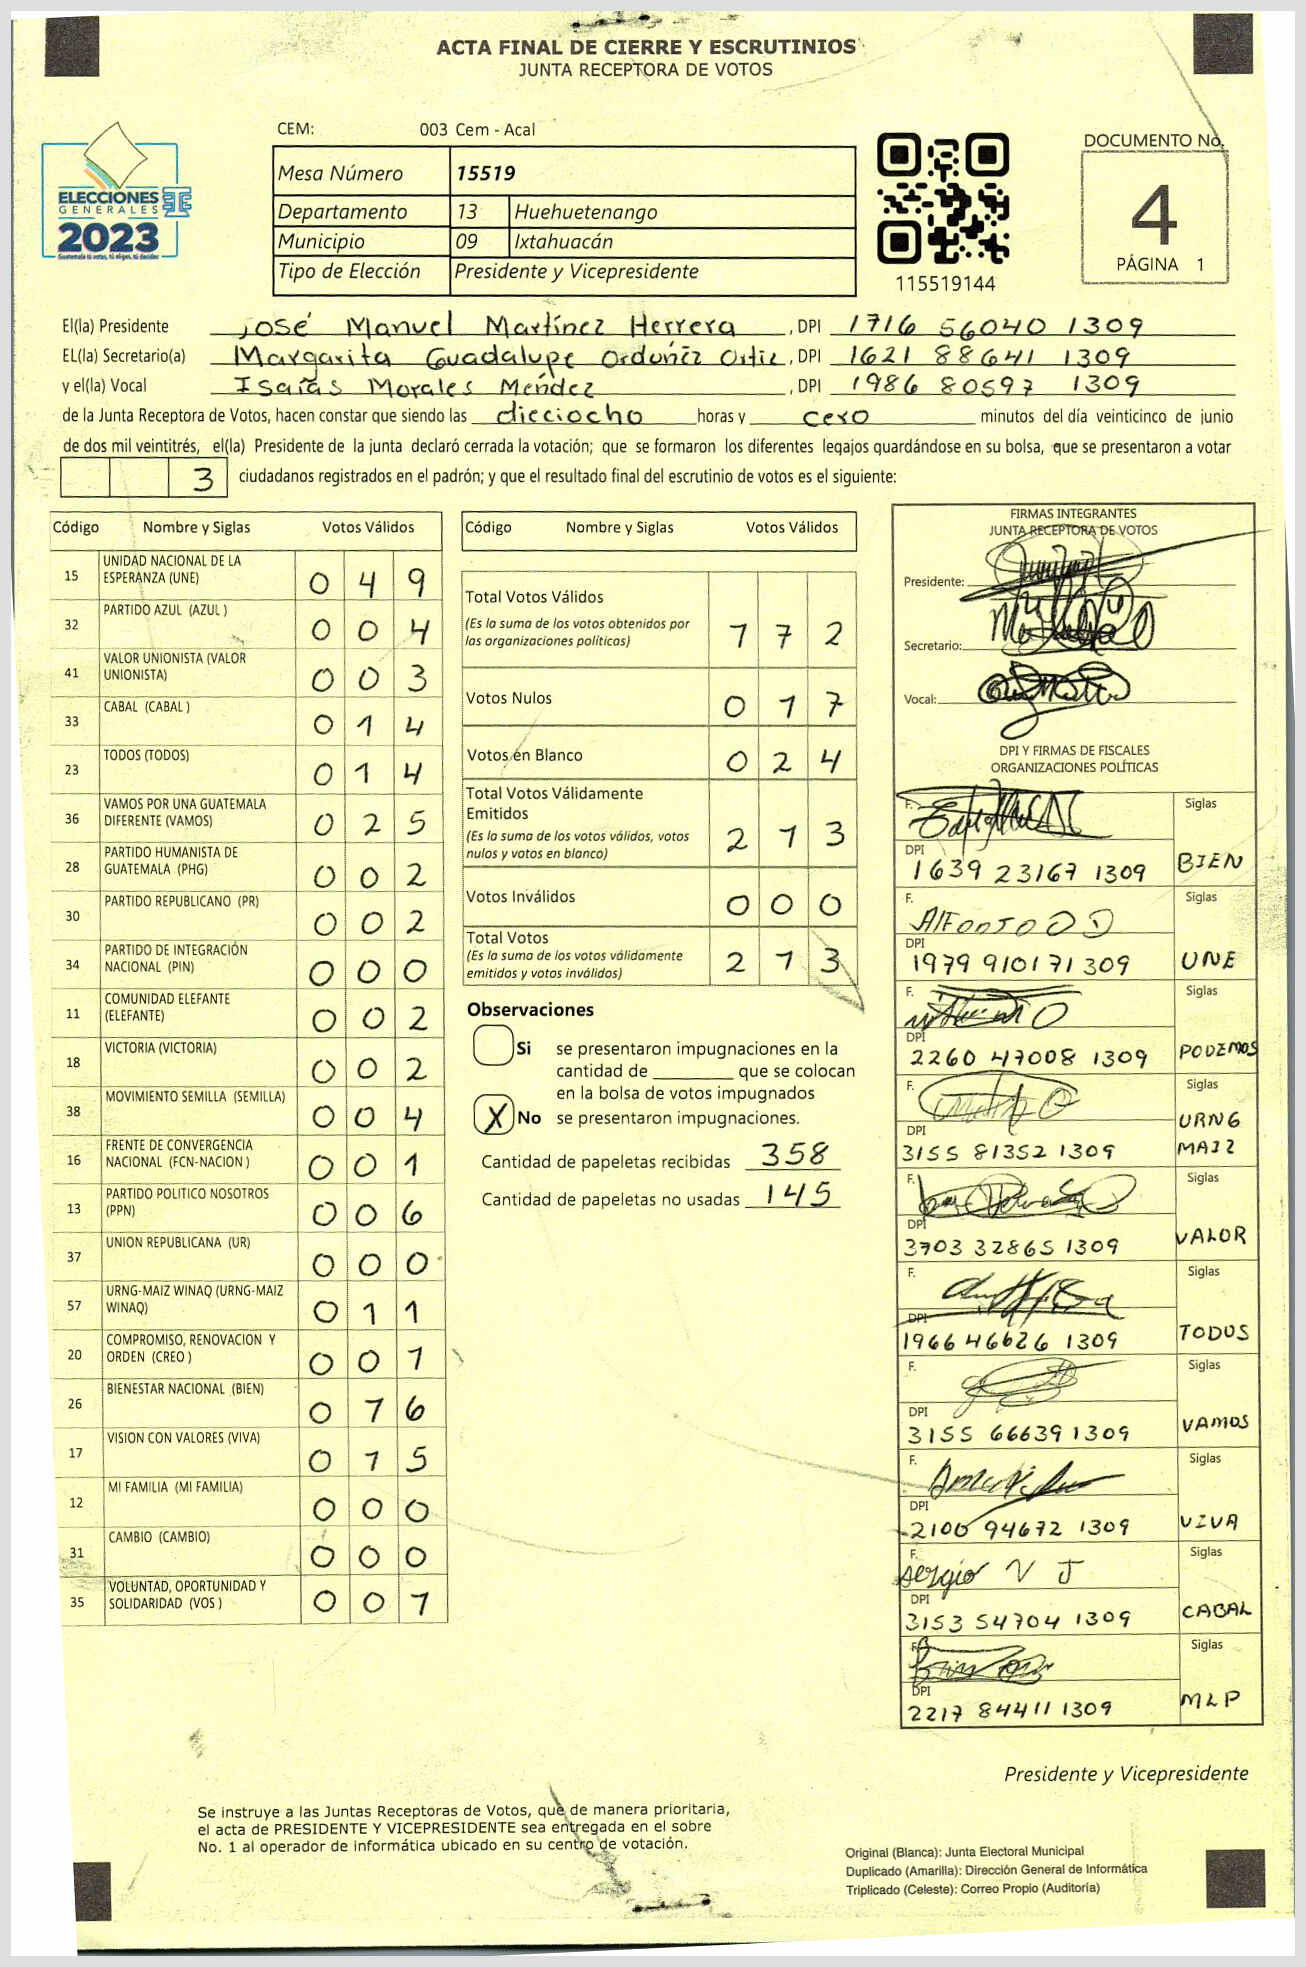 ACTA FINAL DE CIERRE Y ESCRUTINIOS
JUNTA RECEPTORA DE VOTOS
CEM: 003 Cem - Acal
DOCUMENTO No.
4
PÁGINA 1
ELECCIONES
GENERALES
2023
Guatemala tú votas, tú eliges, tú decides
Mesa Número 15519
Departamento 13 Huehuetenango
Municipio 09 Ixtahuacán
Tipo de Elección Presidente y Vicepresidente
115519144
El(la) Presidente José Manuel Martínez Herrera, DPI 1716 56040 1309
EL(la) Secretario(a) Margarita Guadalupe Ordóñez Ortiz, DPI 1621 88641 1309
y el(la) Vocal Isaías Morales Méndez, DPI 1986 80597 1309
de la Junta Receptora de Votos, hacen constar que siendo las dieciocho horas y cero minutos del día veinticinco de junio
de dos mil veintitrés, el(la) Presidente de la junta declaró cerrada la votación; que se formaron los diferentes legajos guardándose en su bolsa, que se presentaron a votar
3 ciudadanos registrados en el padrón; y que el resultado final del escrutinio de votos es el siguiente:
Código Nombre y Siglas Votos Válidos
15 UNIDAD NACIONAL DE LA ESPERANZA (UNE) 0 4 9
32 PARTIDO AZUL (AZUL ) 0 0 4
41 VALOR UNIONISTA (VALOR UNIONISTA) 0 0 3
33 CABAL (CABAL ) 0 1 4
23 TODOS (TODOS) 0 1 4
36 VAMOS POR UNA GUATEMALA DIFERENTE (VAMOS) 0 2 5
28 PARTIDO HUMANISTA DE GUATEMALA (PHG) 0 0 2
30 PARTIDO REPUBLICANO (PR) 0 0 2
34 PARTIDO DE INTEGRACIÓN NACIONAL (PIN) 0 0 0
11 COMUNIDAD ELEFANTE (ELEFANTE) 0 0 2
18 VICTORIA (VICTORIA) 0 0 2
38 MOVIMIENTO SEMILLA (SEMILLA) 0 0 4
16 FRENTE DE CONVERGENCIA NACIONAL (FCN-NACION ) 0 0 1
13 PARTIDO POLITICO NOSOTROS (PPN) 0 0 6
37 UNION REPUBLICANA (UR) 0 0 0
57 URNG-MAIZ WINAQ (URNG-MAIZ WINAQ) 0 1 1
20 COMPROMISO, RENOVACION Y ORDEN (CREO ) 0 0 1
26 BIENESTAR NACIONAL (BIEN) 0 1 6
17 VISION CON VALORES (VIVA) 0 1 5
12 MI FAMILIA (MI FAMILIA) 0 0 0
31 CAMBIO (CAMBIO) 0 0 0
35 VOLUNTAD, OPORTUNIDAD Y SOLIDARIDAD (VOS ) 0 0 1
Código Nombre y Siglas Votos Válidos
Total Votos Válidos 1 7 2
(Es la suma de los votos obtenidos por
las organizaciones políticas)
Votos Nulos 0 1 7
Votos en Blanco 0 2 4
Total Votos Válidamente
Emitidos 2 1 3
(Es la suma de los votos válidos, votos
nulos y votos en blanco)
Votos Inválidos 0 0 0
Total Votos 2 1 3
(Es la suma de los votos válidamente
emitidos y votos inválidos)
Observaciones
Si se presentaron impugnaciones en la
cantidad de ________ que se colocan
en la bolsa de votos impugnados
X No se presentaron impugnaciones.
Cantidad de papeletas recibidas 358
Cantidad de papeletas no usadas 145
FIRMAS INTEGRANTES
JUNTA RECEPTORA DE VOTOS
Presidente:
Secretario:
Vocal:
DPI Y FIRMAS DE FISCALES
ORGANIZACIONES POLÍTICAS
F. Siglas
DPI 1639 23167 1309 BIEN
F. Alfonso O D Siglas
DPI 1979 91017 1309 UNE
F. Siglas
DPI 2260 47008 1309 PODEMOS
F. Siglas
DPI 3155 81352 1309 URNG MAIZ
F. Siglas
DPI 3703 32865 1309 VALOR
F. Siglas
DPI 1966 46626 1309 TODOS
F. Siglas
DPI 3155 66639 1309 VAMOS
F. Siglas
DPI 2100 94672 1309 VIVA
F. Sergio V J Siglas
DPI 3153 54704 1309 CABAL
F. Siglas
DPI 2217 84411 1309 MLP
Presidente y Vicepresidente
Se instruye a las Juntas Receptoras de Votos, que de manera prioritaria,
el acta de PRESIDENTE Y VICEPRESIDENTE sea entregada en el sobre
No. 1 al operador de informática ubicado en su centro de votación.
Original (Blanca): Junta Electoral Municipal
Duplicado (Amarilla): Dirección General de Informática
Triplicado (Celeste): Correo Propio (Auditoría)